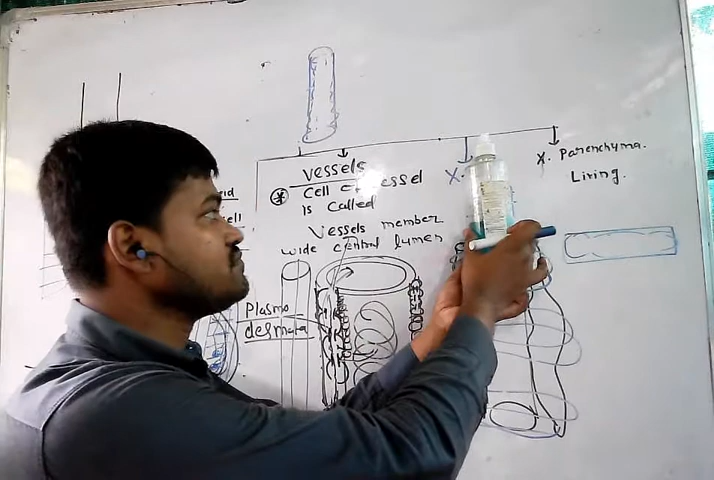 vessels
Cell of vessel
is called
Vessels member
wide central lumen
Plasmo
desmata
X.
X. Parenchyma.
Living.